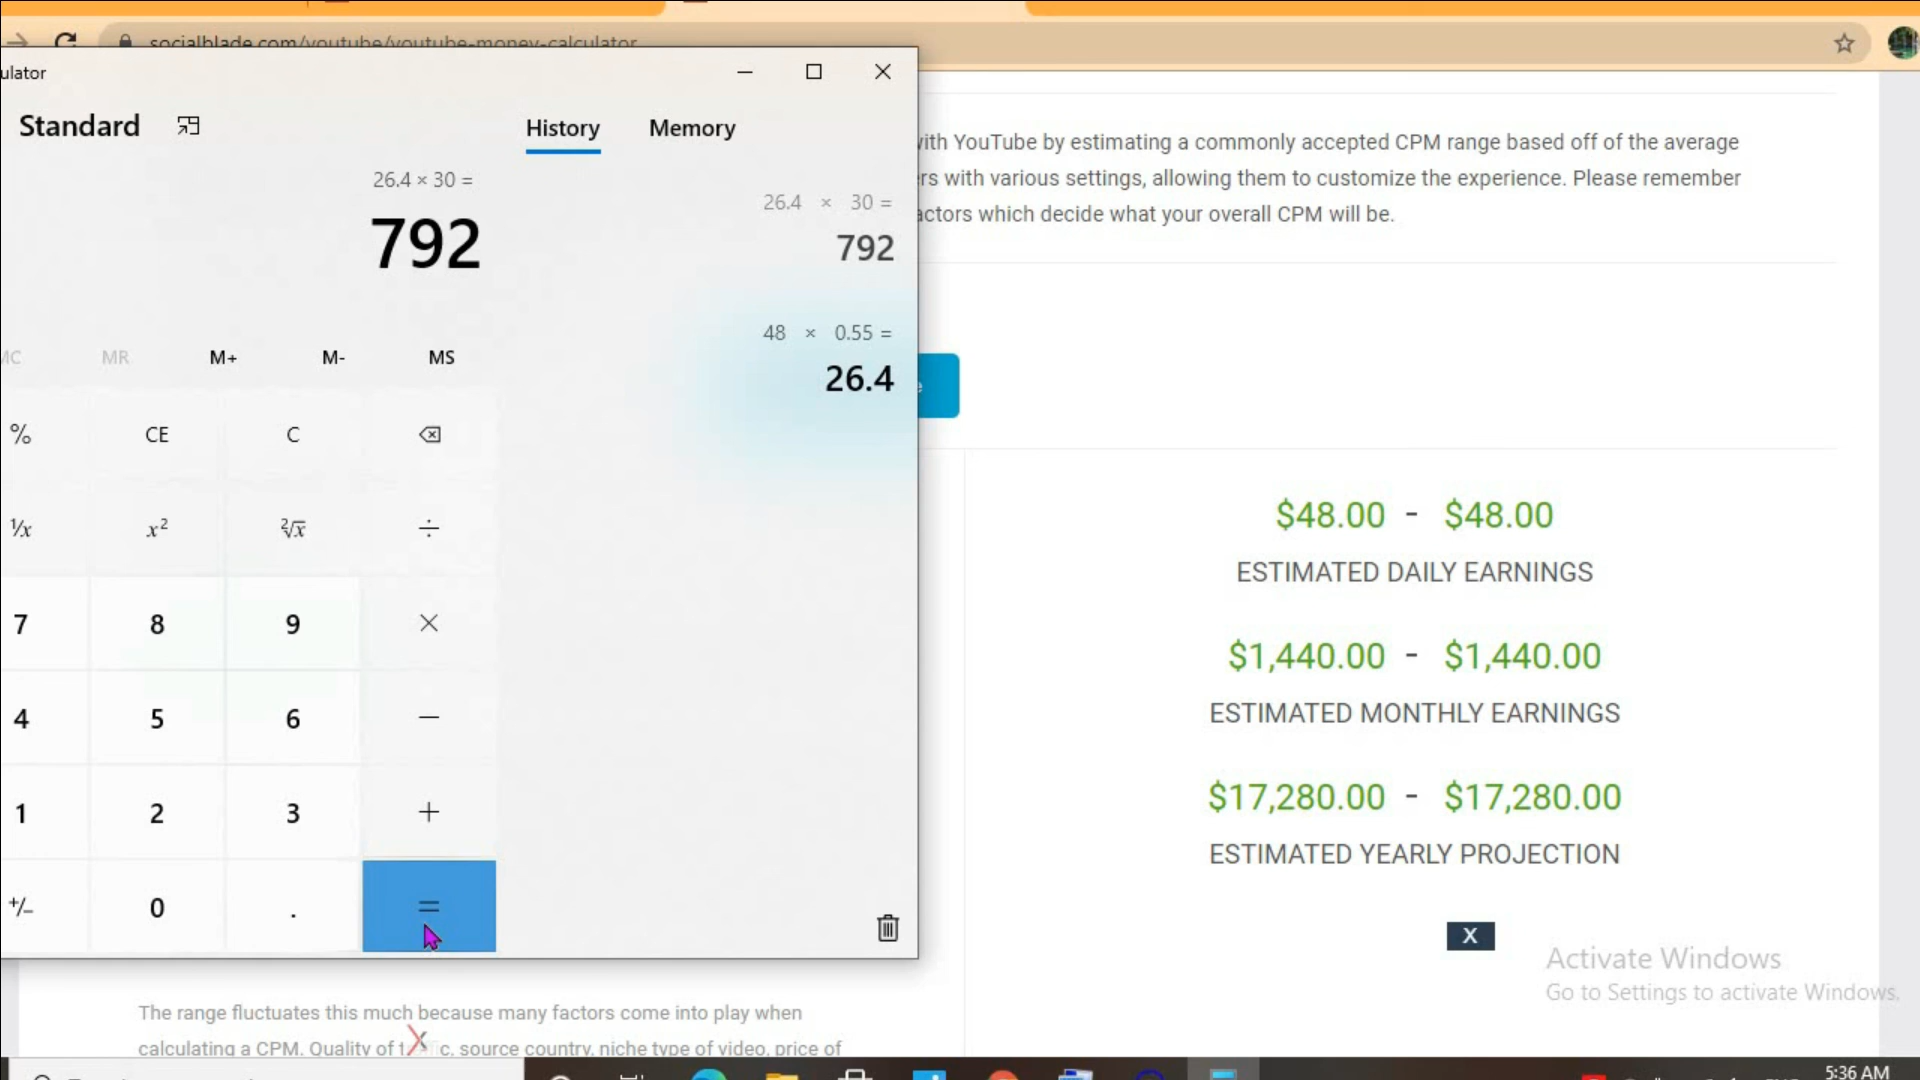 socialblade.com/youtube/youtube-money-calculator
ulator
Standard
History
Memory
26.4 × 30 =
792
26.4 × 30 =
792
48 × 0.55 =
26.4
MC
MR
M+
M-
MS
%
CE
C
¹/x
x²
²√x
÷
7
8
9
×
4
5
6
−
1
2
3
+
+/−
0
.
=
with YouTube by estimating a commonly accepted CPM range based off of the average
rs with various settings, allowing them to customize the experience. Please remember
actors which decide what your overall CPM will be.
$48.00 - $48.00
ESTIMATED DAILY EARNINGS
$1,440.00 - $1,440.00
ESTIMATED MONTHLY EARNINGS
$17,280.00 - $17,280.00
ESTIMATED YEARLY PROJECTION
X
Activate Windows
Go to Settings to activate Windows.
The range fluctuates this much because many factors come into play when
calculating a CPM. Quality of source country, niche type of video, price of
5:36 AM